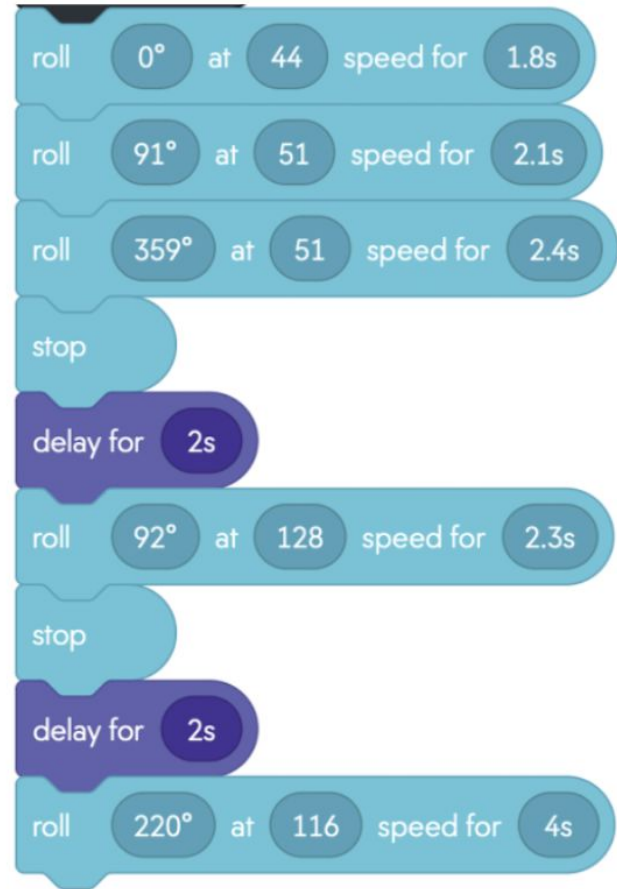 roll 0° at 44 speed for 1.8s
roll 91° at 51 speed for 2.1s
roll 359° at 51 speed for 2.4s
stop
delay for 2s
roll 92° at 128 speed for 2.3s
stop
delay for 2s
roll 220° at 116 speed for 4s